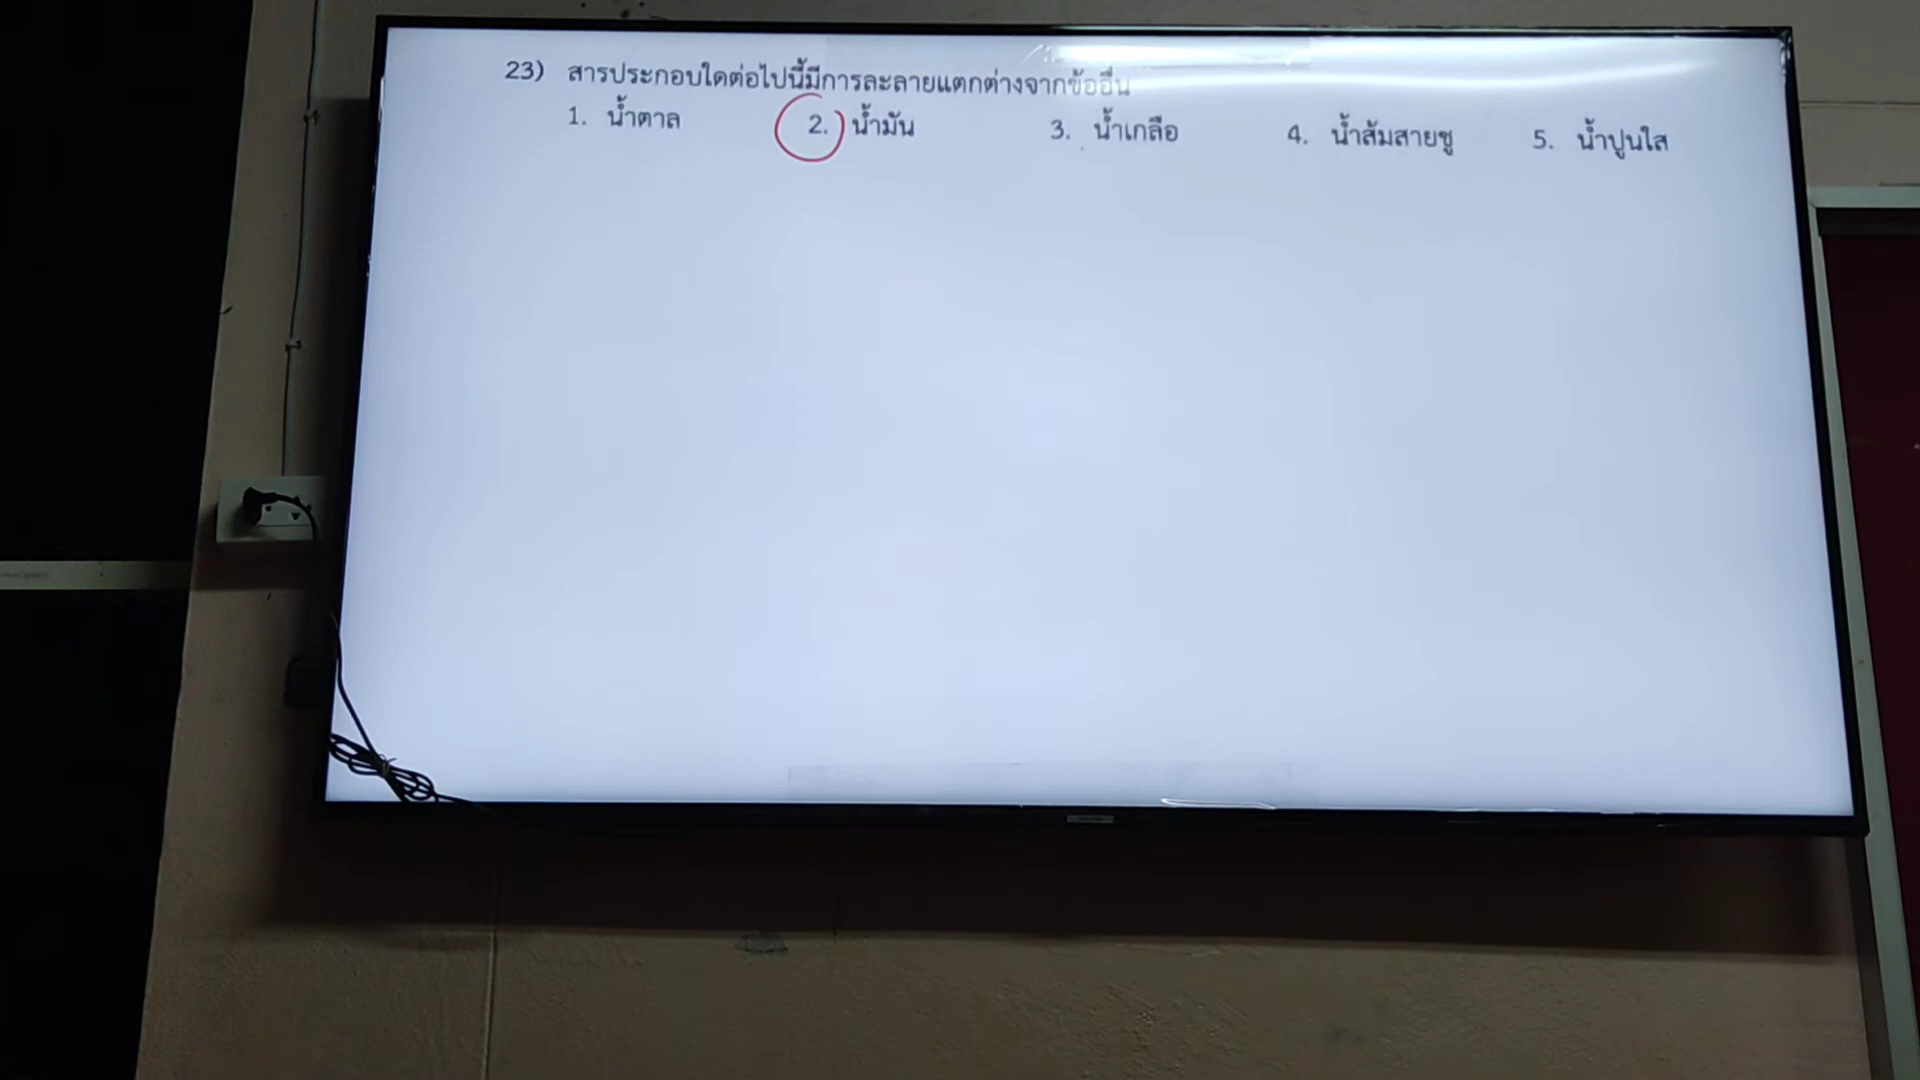 23) สารประกอบใดต่อไปนี้มีการละลายแตกต่างจากข้ออื่น
1. น้ำตาล 2. น้ำมัน 3. น้ำเกลือ 4. น้ำส้มสายชู 5. น้ำปูนใส